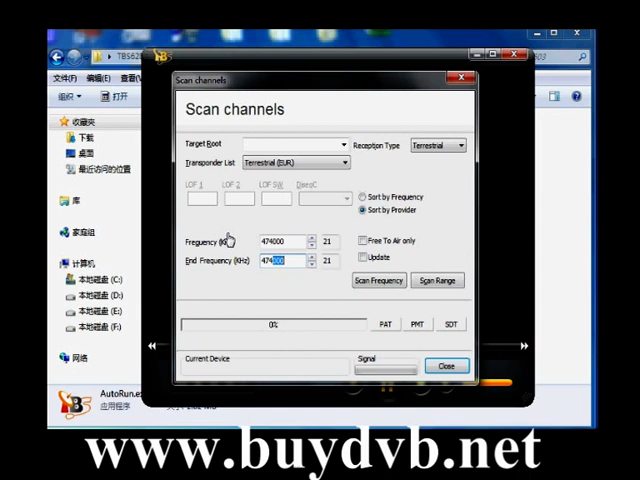 TBS62
文件(F) 编辑(E) 查看(V)
组织 打开
收藏夹
下载
桌面
最近访问的位置
库
家庭组
计算机
本地磁盘 (C:)
本地磁盘 (D:)
本地磁盘 (E:)
本地磁盘 (F:)
网络
AutoRun.ex
应用程序
Scan channels
Scan channels
Target Root
Reception Type Terrestrial
Transponder List Terrestrial (EUR)
LOF 1 LOF 2 LOF SW DiseqC
Sort by Frequency
Sort by Provider
Frequency (K 474000 21
Free To Air only
End Frequency (KHz) 474000 21
Update
Scan Frequency Scan Range
0% PAT PMT SDT
Current Device Signal
Close
www.buydvb.net